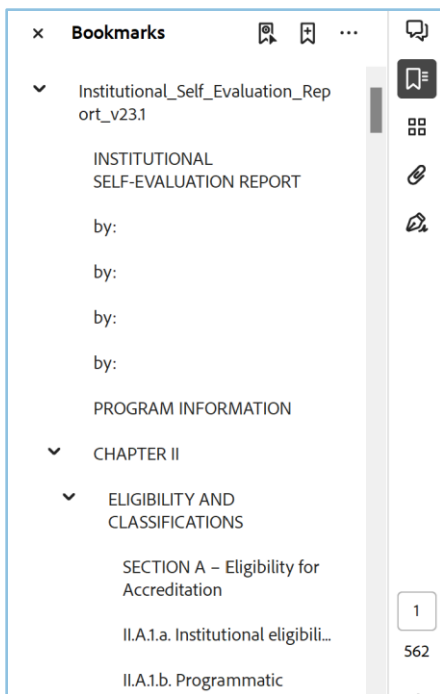 Bookmarks
Institutional_Self_Evaluation_Rep
ort_v23.1
INSTITUTIONAL
SELF-EVALUATION REPORT
by:
by:
by:
by:
PROGRAM INFORMATION
CHAPTER II
ELIGIBILITY AND
CLASSIFICATIONS
SECTION A – Eligibility for
Accreditation
II.A.1.a. Institutional eligibili...
II.A.1.b. Programmatic
1
562